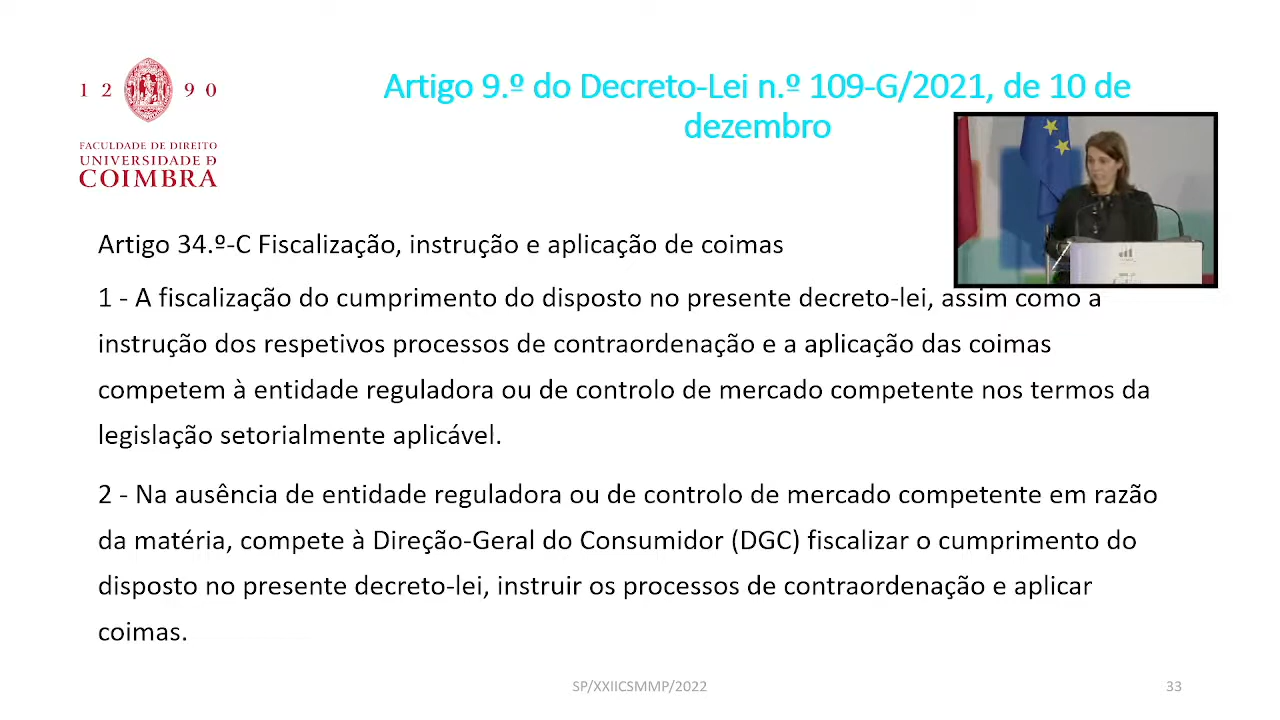 1 2 9 0
FACULDADE DE DIREITO
UNIVERSIDADE Ð
COIMBRA
Artigo 9.º do Decreto-Lei n.º 109-G/2021, de 10 de
dezembro
Artigo 34.º-C Fiscalização, instrução e aplicação de coimas
1 - A fiscalização do cumprimento do disposto no presente decreto-lei, assim como a
instrução dos respetivos processos de contraordenação e a aplicação das coimas
competem à entidade reguladora ou de controlo de mercado competente nos termos da
legislação setorialmente aplicável.
2 - Na ausência de entidade reguladora ou de controlo de mercado competente em razão
da matéria, compete à Direção-Geral do Consumidor (DGC) fiscalizar o cumprimento do
disposto no presente decreto-lei, instruir os processos de contraordenação e aplicar
coimas.
SP/XXIICSMMP/2022
33